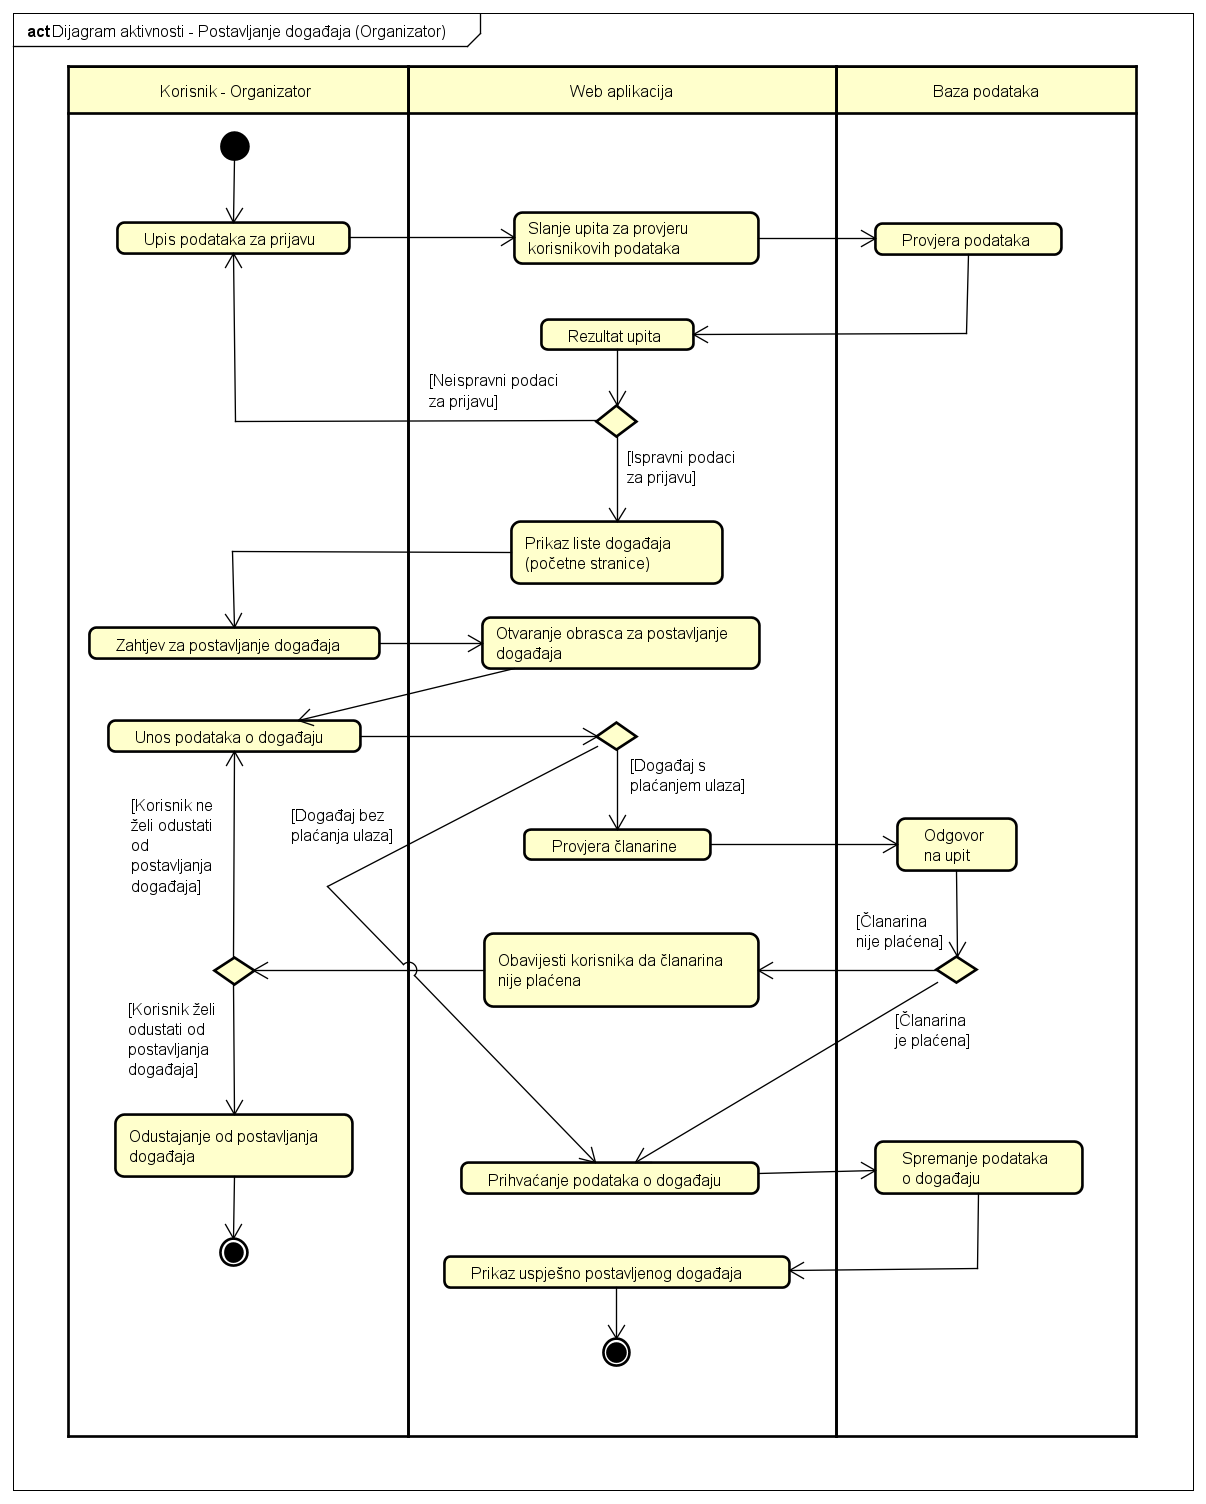 act Dijagram aktivnosti - Postavljanje događaja (Organizator)
Korisnik - Organizator
Web aplikacija
Baza podataka
Upis podataka za prijavu
Slanje upita za provjeru
korisnikovih podataka
Provjera podataka
Rezultat upita
[Neispravni podaci
za prijavu]
[Ispravni podaci
za prijavu]
Prikaz liste događaja
(početne stranice)
Zahtjev za postavljanje događaja
Otvaranje obrasca za postavljanje
događaja
Unos podataka o događaju
[Događaj s
plaćanjem ulaza]
[Korisnik ne
želi odustati
od
postavljanja
događaja]
[Događaj bez
plaćanja ulaza]
Provjera članarine
Odgovor
na upit
[Članarina
nije plaćena]
Obavijesti korisnika da članarina
nije plaćena
[Korisnik želi
odustati od
postavljanja
događaja]
[Članarina
je plaćena]
Odustajanje od postavljanja
događaja
Prihvaćanje podataka o događaju
Spremanje podataka
o događaju
Prikaz uspješno postavljenog događaja